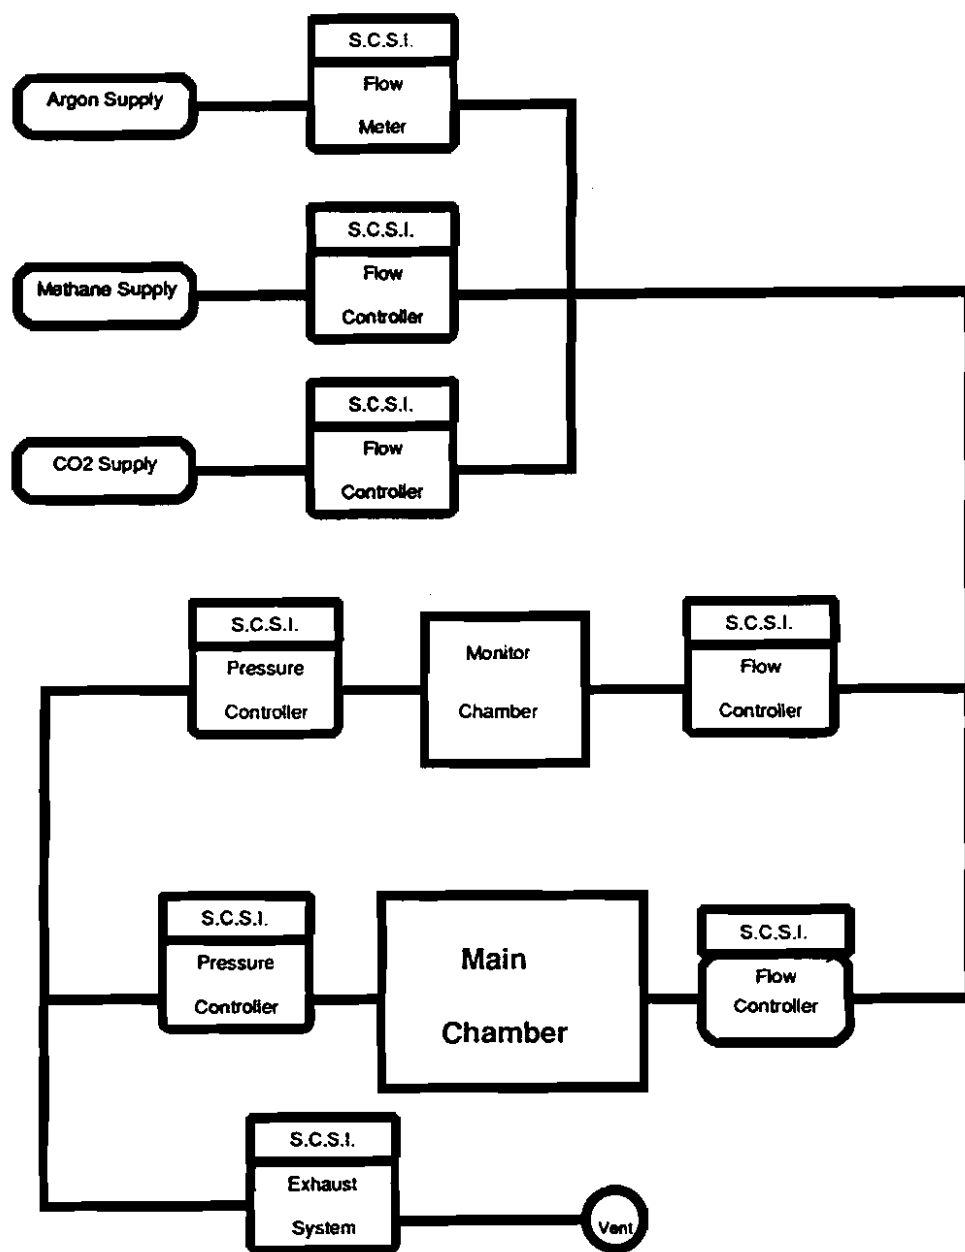 S.C.S.I.
Flow
Meter
Argon Supply
S.C.S.I.
Flow
Controller
Methane Supply
S.C.S.I.
Flow
Controller
CO2 Supply
S.C.S.I.
Pressure
Controller
Monitor
Chamber
S.C.S.I.
Flow
Controller
S.C.S.I.
Pressure
Controller
Main
Chamber
S.C.S.I.
Flow
Controller
S.C.S.I.
Exhaust
System
Vent